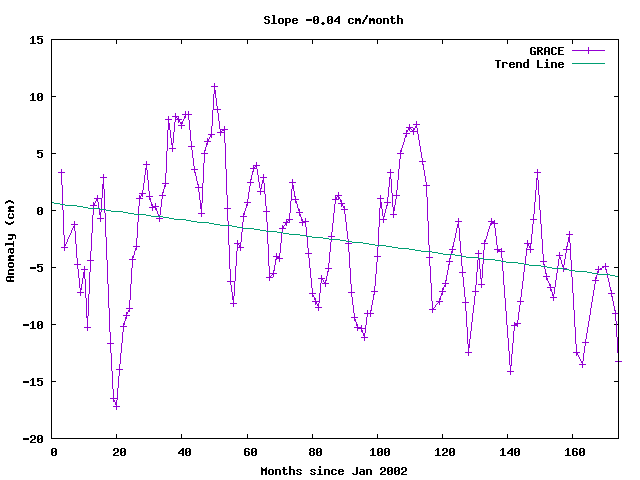 Slope -0.04 cm/month
GRACE
Trend Line
15
10
5
0
-5
-10
-15
-20
Anomaly (cm)
0 20 40 60 80 100 120 140 160
Months since Jan 2002